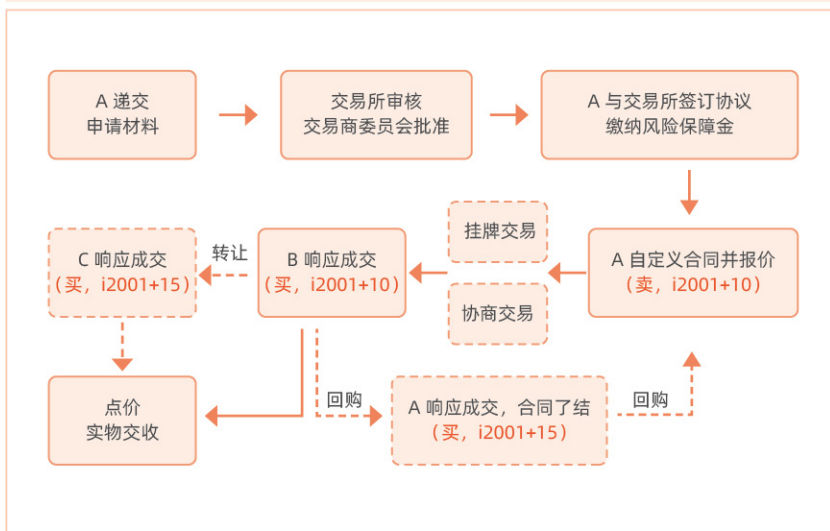 A 递交
申请材料
交易所审核
交易商委员会批准
A 与交易所签订协议
缴纳风险保障金
C 响应成交
（买，i2001+15）
转让
B 响应成交
（买，i2001+10）
挂牌交易
协商交易
A 自定义合同并报价
（卖，i2001+10）
点价
实物交收
回购
A 响应成交，合同了结
（买，i2001+15）
回购